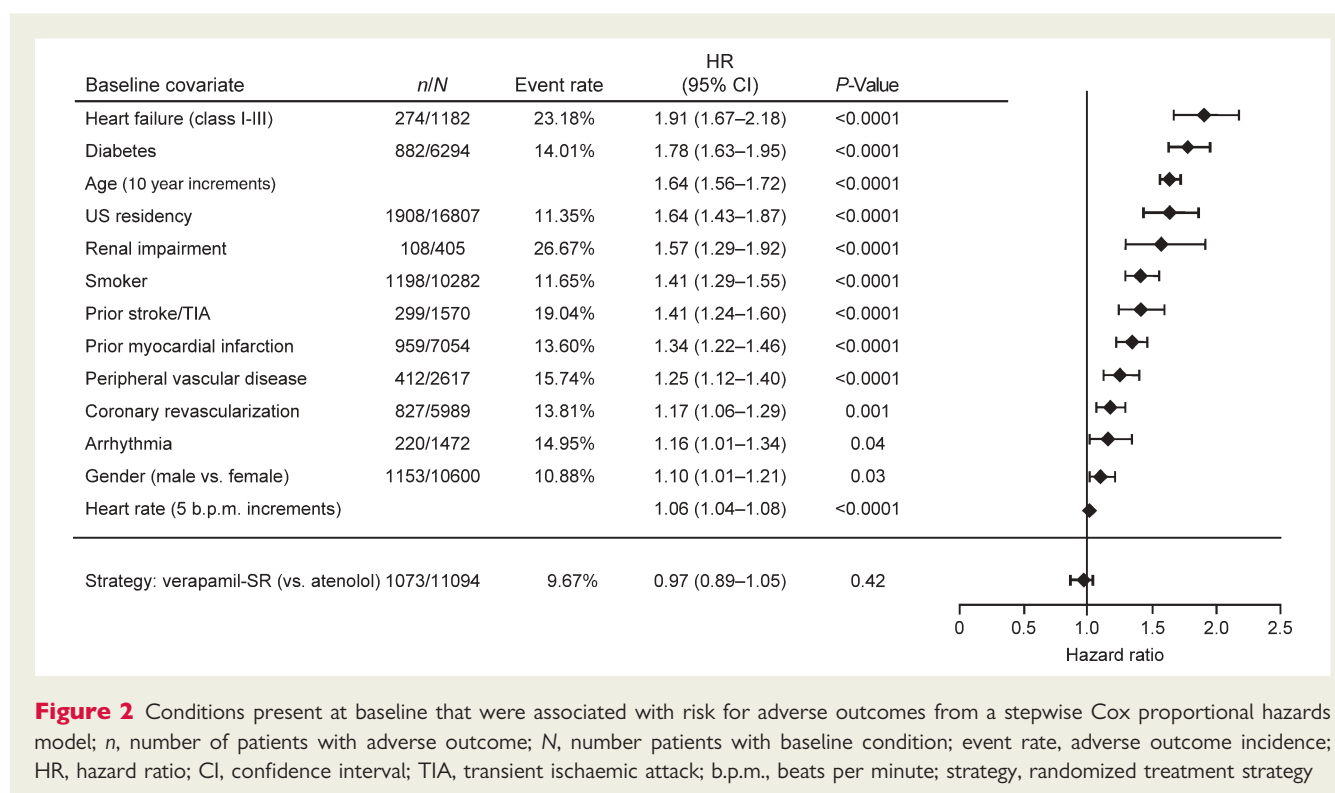 HR
Baseline covariate n/N Event rate (95% CI) P-Value
Heart failure (class I-III) 274/1182 23.18% 1.91 (1.67–2.18) <0.0001
Diabetes 882/6294 14.01% 1.78 (1.63–1.95) <0.0001
Age (10 year increments) 1.64 (1.56–1.72) <0.0001
US residency 1908/16807 11.35% 1.64 (1.43–1.87) <0.0001
Renal impairment 108/405 26.67% 1.57 (1.29–1.92) <0.0001
Smoker 1198/10282 11.65% 1.41 (1.29–1.55) <0.0001
Prior stroke/TIA 299/1570 19.04% 1.41 (1.24–1.60) <0.0001
Prior myocardial infarction 959/7054 13.60% 1.34 (1.22–1.46) <0.0001
Peripheral vascular disease 412/2617 15.74% 1.25 (1.12–1.40) <0.0001
Coronary revascularization 827/5989 13.81% 1.17 (1.06–1.29) 0.001
Arrhythmia 220/1472 14.95% 1.16 (1.01–1.34) 0.04
Gender (male vs. female) 1153/10600 10.88% 1.10 (1.01–1.21) 0.03
Heart rate (5 b.p.m. increments) 1.06 (1.04–1.08) <0.0001
Strategy: verapamil-SR (vs. atenolol) 1073/11094 9.67% 0.97 (0.89–1.05) 0.42
0 0.5 1.0 1.5 2.0 2.5
Hazard ratio
Figure 2 Conditions present at baseline that were associated with risk for adverse outcomes from a stepwise Cox proportional hazards
model; n, number of patients with adverse outcome; N, number patients with baseline condition; event rate, adverse outcome incidence;
HR, hazard ratio; CI, confidence interval; TIA, transient ischaemic attack; b.p.m., beats per minute; strategy, randomized treatment strategy